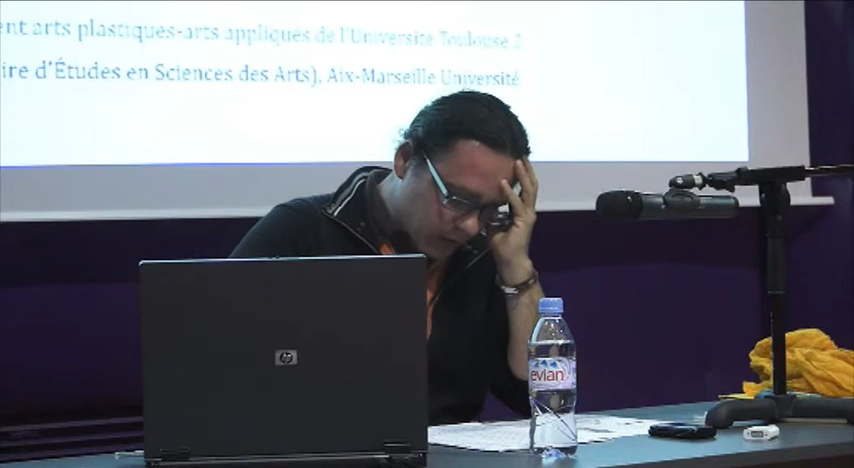 ent arts plastiques-arts appliqués de l'Université Toulouse 2
ire d'Études en Sciences des Arts), Aix-Marseille Université
hp
evian